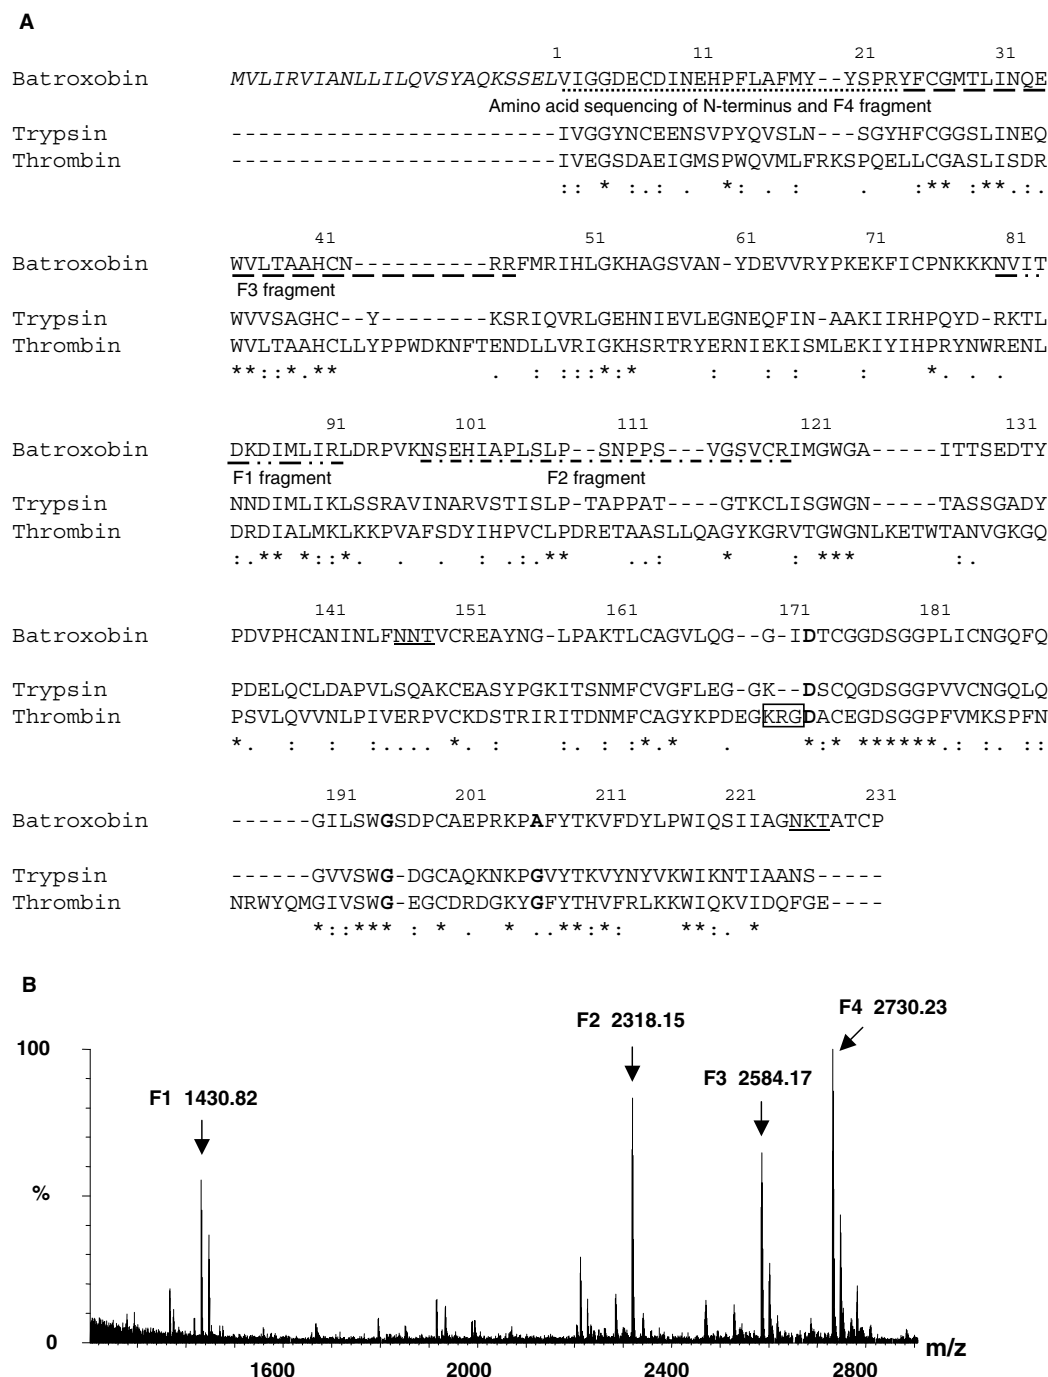 A
1 11 21 31
Batroxobin MVLIRVIANLLILQVSYAQKSSELVIGGDECDINEHPFLAFMY--YSPRYFCGMTLINQE
Amino acid sequencing of N-terminus and F4 fragment
Trypsin ------------------------IVGGYNCEENSVPYQVSLN---SGYHFCGGSLINEQ
Thrombin ------------------------IVEGSDAEIGMSPWQVMLFRKSPQELLCGASLISDR
:: * :.: . *: . : . :** :**.:.
41 51 61 71 81
Batroxobin WVLTAAHCN----------RRFMRIHLGKHAGSVAN-YDEVVRYPKEKFICPNKKKNVIT
F3 fragment
Trypsin WVVSAGHC--Y--------KSRIQVRLGEHNIEVLEGNEQFIN-AAKIIRHPQYD-RKTL
Thrombin WVLTAAHCLLYPPWDKNFTENDLLVRIGKHSRTRYERNIEKISMLEKIYIHPRYNWRENL
**::*.** . : :::*:* : : : : *. . .
91 101 111 121 131
Batroxobin DKDIMLIRLDRPVKNSEHIAPLSLP--SNPPS---VGSVCRIMGWGA-----ITTSEDTY
F1 fragment F2 fragment
Trypsin NNDIMLIKLSSRAVINARVSTISLP-TAPPAT----GTKCLISGWGN-----TASSGADY
Thrombin DRDIALMKLKKPVAFSDYIHPVCLPDRETAASLLQAGYKGRVTGWGNLKETWTANVGKGQ
:.** *::*. . . : .:.** ..: * : *** :.
141 151 161 171 181
Batroxobin PDVPHCANINLFNNTVCREAYNG-LPAKTLCAGVLQG--G-IDTCGGDSGGPLICNGQFQ
Trypsin PDELQCLDAPVLSQAKCEASYPGKITSNMFCVGFLEG-GK--DSCQGDSGGPVVCNGQLQ
Thrombin PSVLQVVNLPIVERPVCKDSTRIRITDNMFCAGYKPDEGKRGDACEGDSGGPFVMKSPFN
*. : : :.... *. : :. : :*.* . *:* ******.: : :.
191 201 211 221 231
Batroxobin ------GILSWGSDPCAEPRKPAFYTKVFDYLPWIQSIIAGNKTATCP
Trypsin ------GVVSWG-DGCAQKNKPGVYTKVYNYVKWIKNTIAANS-----
Thrombin NRWYQMGIVSWG-EGCDRDGKYGFYTHVFRLKKWIQKVIDQFGE----
*::*** : * . * ..**:*: **:. *
B
F4 2730.23
F2 2318.15
100
F3 2584.17
F1 1430.82
%
0
m/z
1600 2000 2400 2800